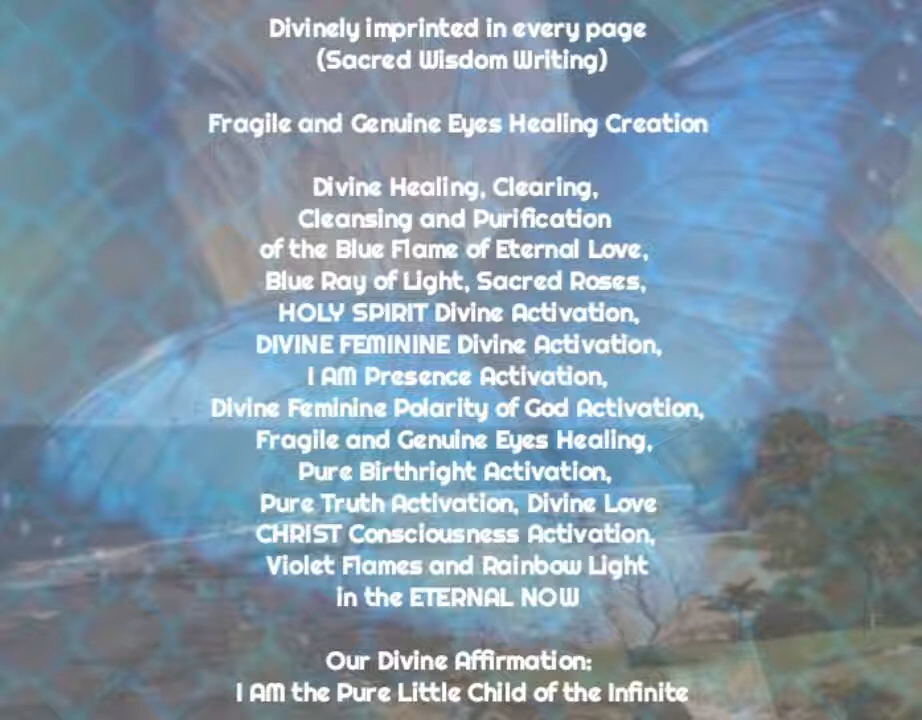 Divinely imprinted in every page
(Sacred Wisdom Writing)
Fragile and Genuine Eyes Healing Creation
Divine Healing, Clearing,
Cleansing and Purification
of the Blue Flame of Eternal Love,
Blue Ray of Light, Sacred Roses,
HOLY SPIRIT Divine Activation,
DIVINE FEMININE Divine Activation,
I AM Presence Activation,
Divine Feminine Polarity of God Activation,
Fragile and Genuine Eyes Healing,
Pure Birthright Activation,
Pure Truth Activation, Divine Love
CHRIST Consciousness Activation,
Violet Flames and Rainbow Light
in the ETERNAL NOW
Our Divine Affirmation:
I AM the Pure Little Child of the Infinite